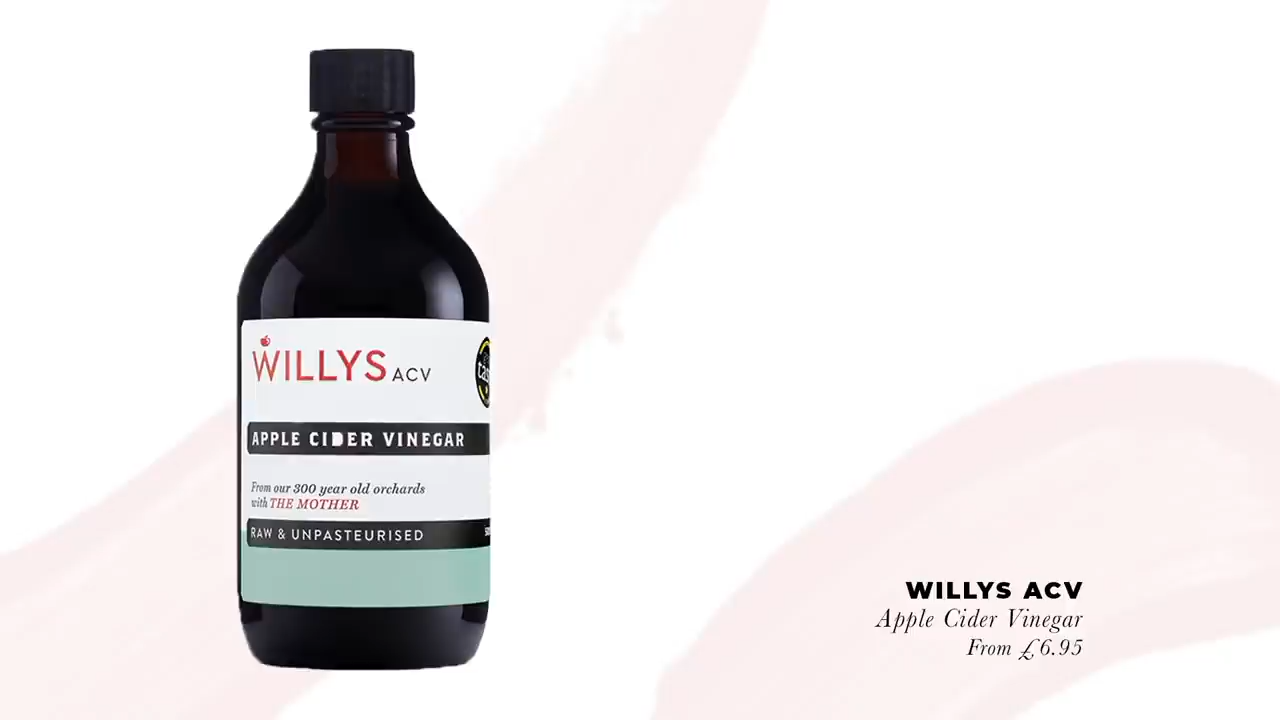 WILLYS ACV
APPLE CIDER VINEGAR
From our 300 year old orchards
with THE MOTHER
RAW & UNPASTEURISED
WILLYS ACV
Apple Cider Vinegar
From £6.95